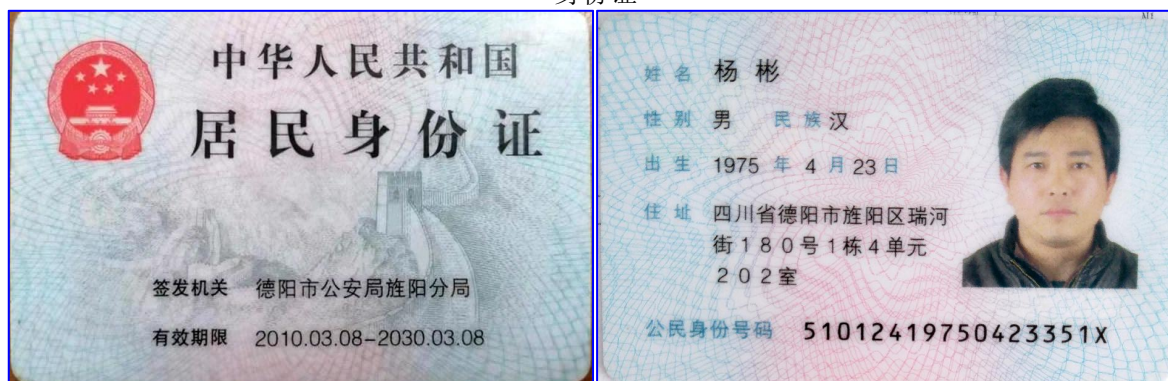 身份证
中华人民共和国
居民身份证
签发机关 德阳市公安局旌阳分局
有效期限 2010.03.08-2030.03.08
姓名 杨彬
性别 男 民族 汉
出生 1975 年 4 月 23 日
住址 四川省德阳市旌阳区瑞河
街180号1栋4单元
202室
公民身份号码 51012419750423351X